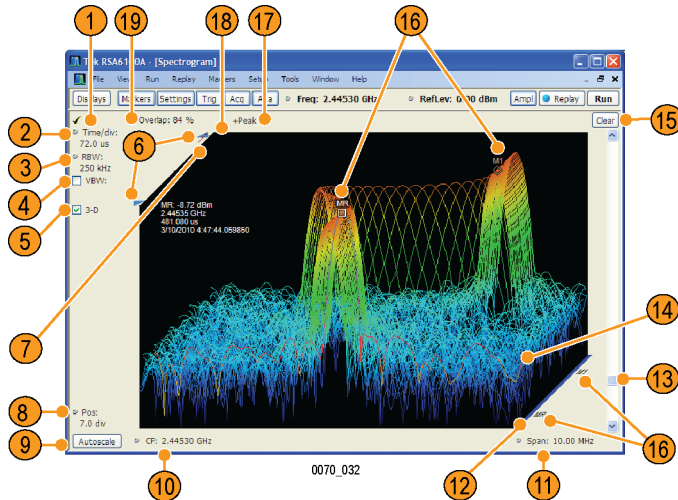 1 19 18 17 16
Tek RSA6100A - [Spectrogram]
File View Run Replay Markers Setup Tools Window Help
Displays Markers Settings Trig Acq Ana Freq: 2.44530 GHz RefLev: 0.00 dBm Ampl Replay Run
Overlap: 84 % +Peak Clear 15
2 Time/div:
72.0 us
6
3 RBW:
250 kHz
4 VBW:
5 3-D
M1
MR
MR: -8.72 dBm
2.44535 GHz
481.080 us
3/10/2010 4:47:44.059850
7
14
M1
13
8 Pos:
7.0 div
MR
9 Autoscale CF: 2.44530 GHz Span: 10.00 MHz 16
10 12 11
0070_032